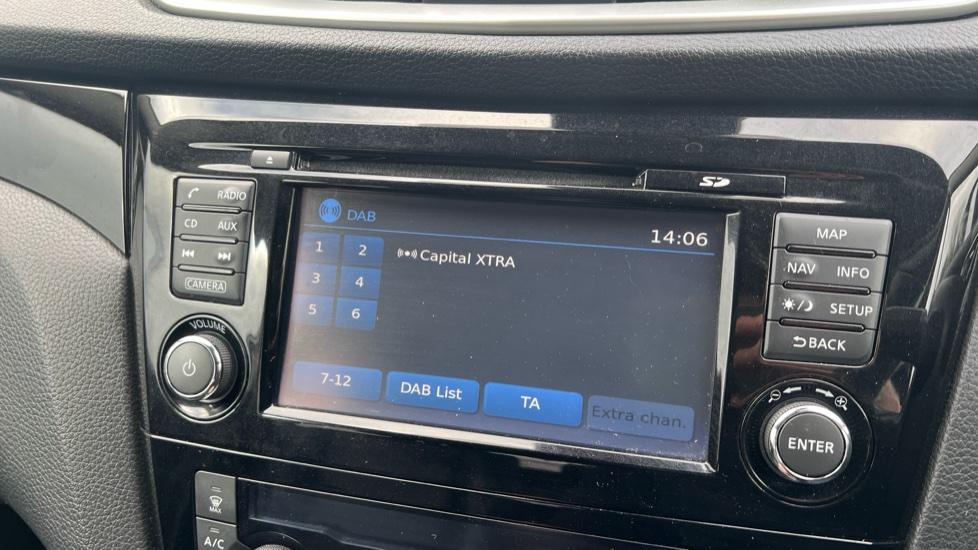 RADIO
CD AUX
CAMERA
VOLUME
SD
DAB
14:06
1 2
Capital XTRA
3 4
5 6
7-12
DAB List
TA
Extra chan.
MAP
NAV INFO
SETUP
BACK
ENTER
MAX
A/C